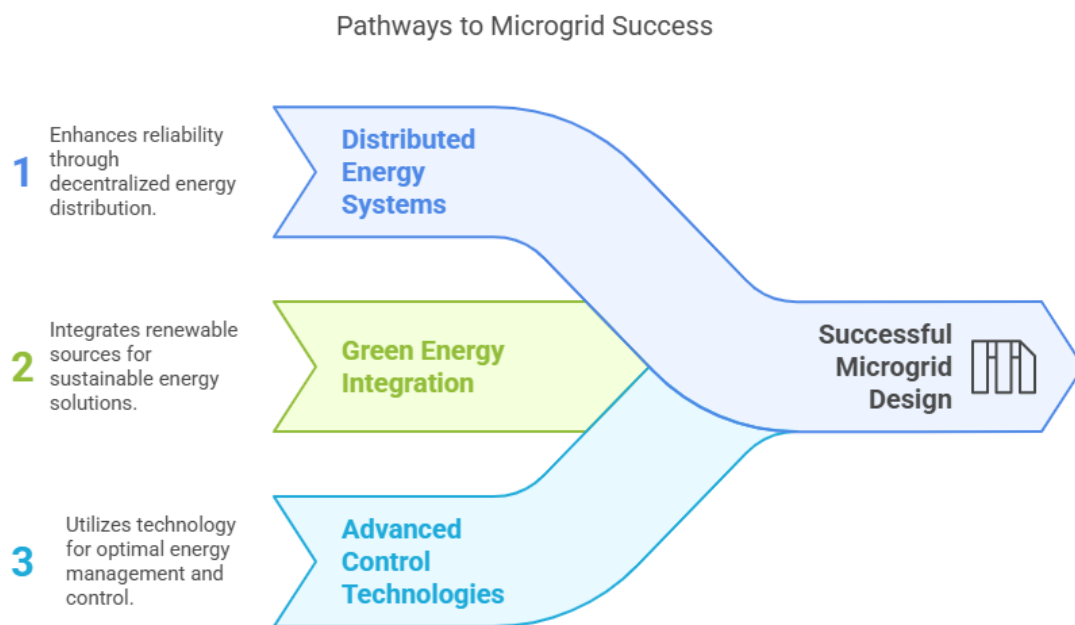 Pathways to Microgrid Success
1
Enhances reliability
through
decentralized energy
distribution.
Distributed
Energy
Systems
2
Integrates renewable
sources for
sustainable energy
solutions.
Green Energy
Integration
Successful
Microgrid
Design
3
Utilizes technology
for optimal energy
management and
control.
Advanced
Control
Technologies